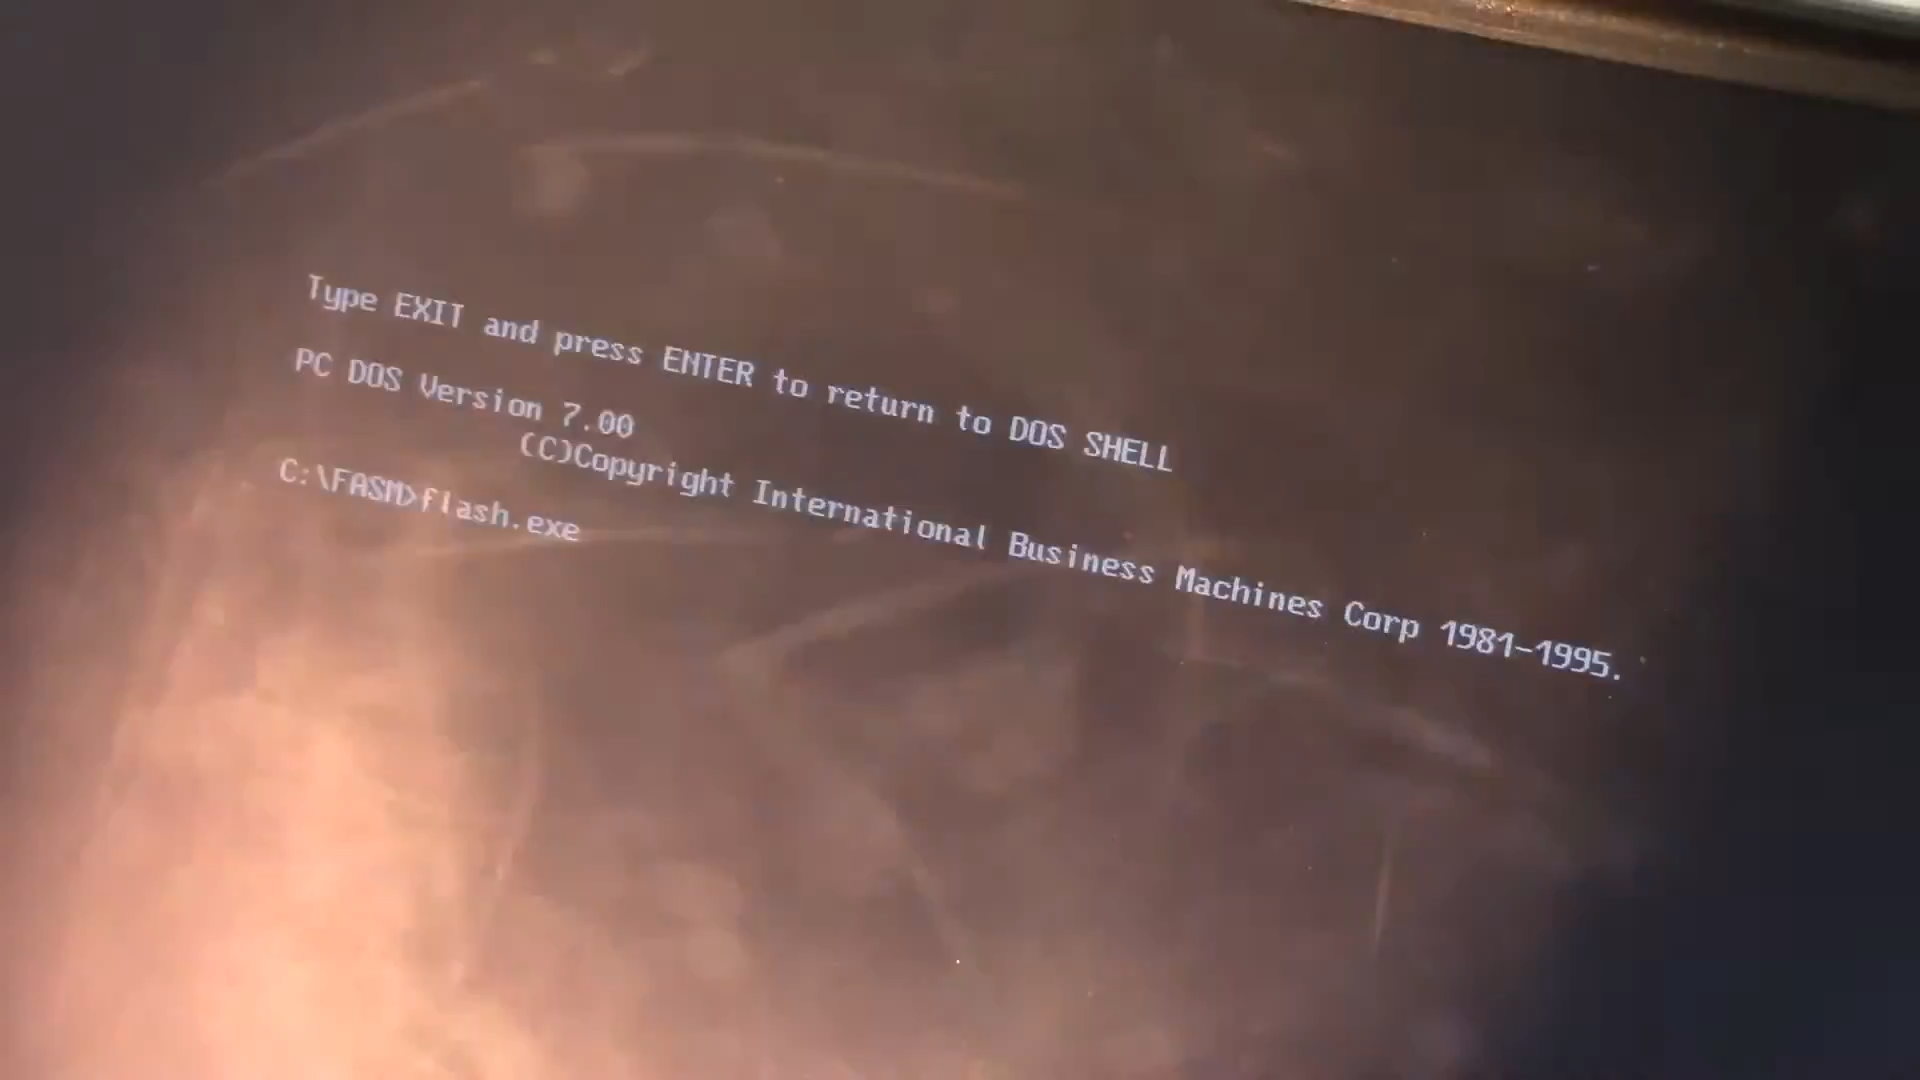 Type EXIT and press ENTER to return to DOS SHELL
PC DOS Version 7.00
(C)Copyright International Business Machines Corp 1981-1995.
C:\FASM>flash.exe